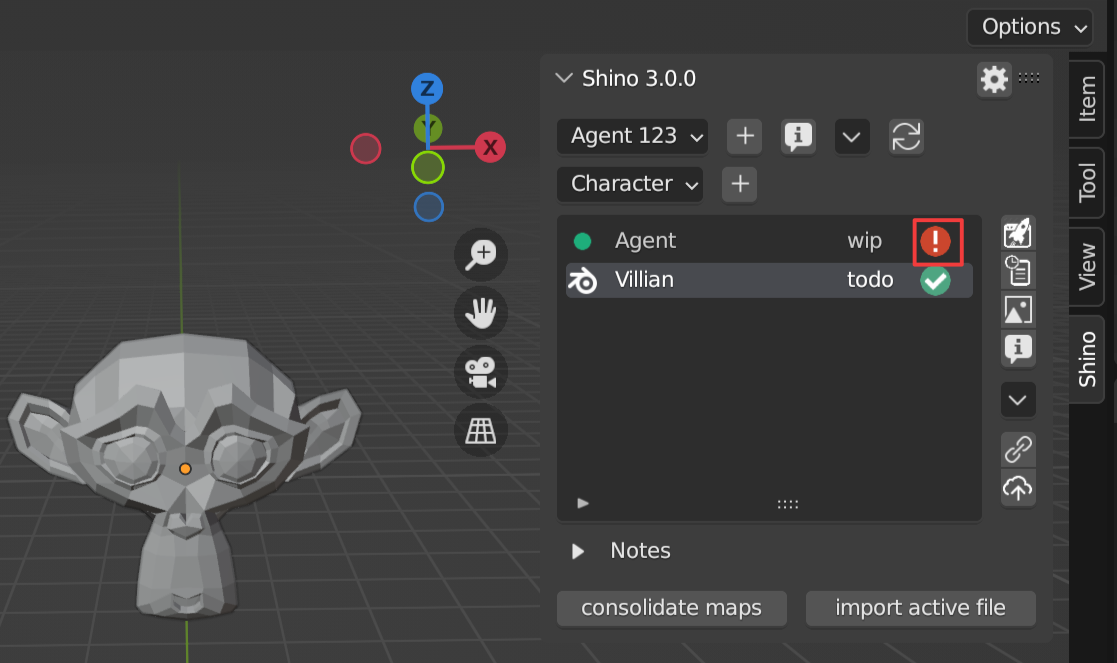 Options
Z
Y
X
Shino 3.0.0
Agent 123
Character
Agent wip
Villian todo
Notes
consolidate maps import active file
Item
Tool
View
Shino